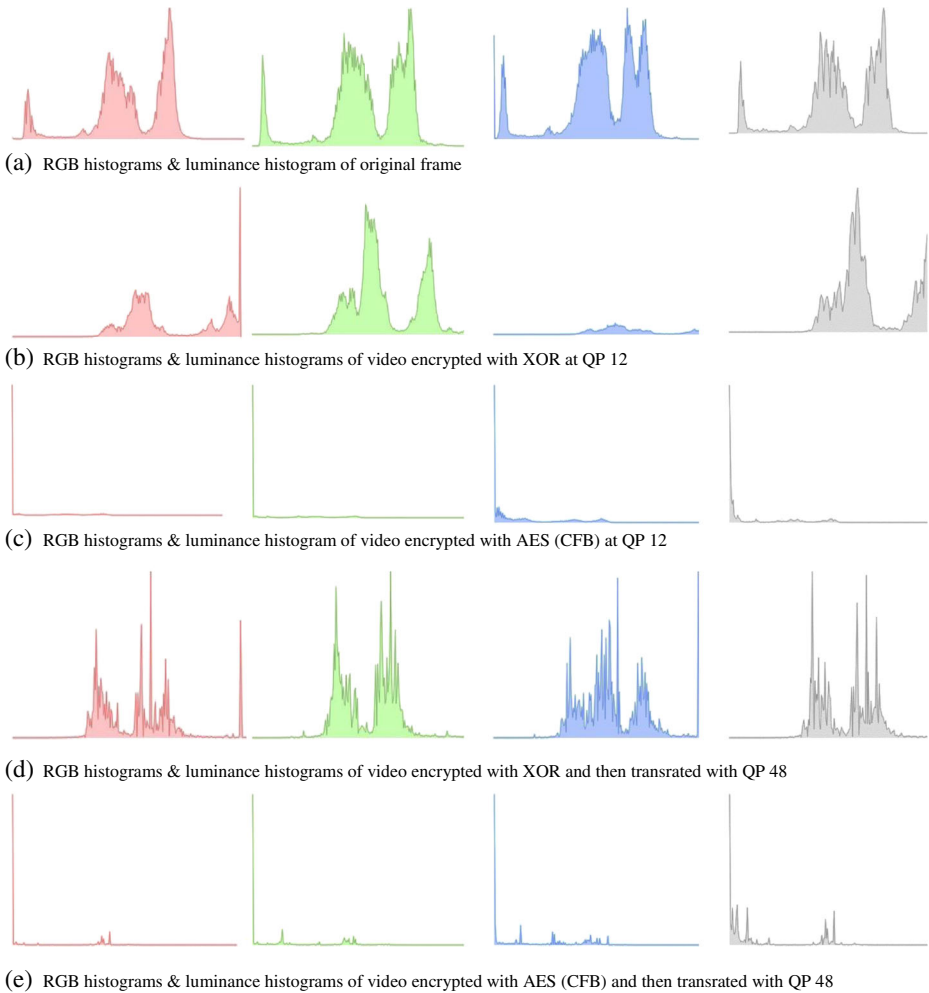 (a) RGB histograms & luminance histogram of original frame
(b) RGB histograms & luminance histograms of video encrypted with XOR at QP 12
(c) RGB histograms & luminance histogram of video encrypted with AES (CFB) at QP 12
(d) RGB histograms & luminance histograms of video encrypted with XOR and then transrated with QP 48
(e) RGB histograms & luminance histograms of video encrypted with AES (CFB) and then transrated with QP 48